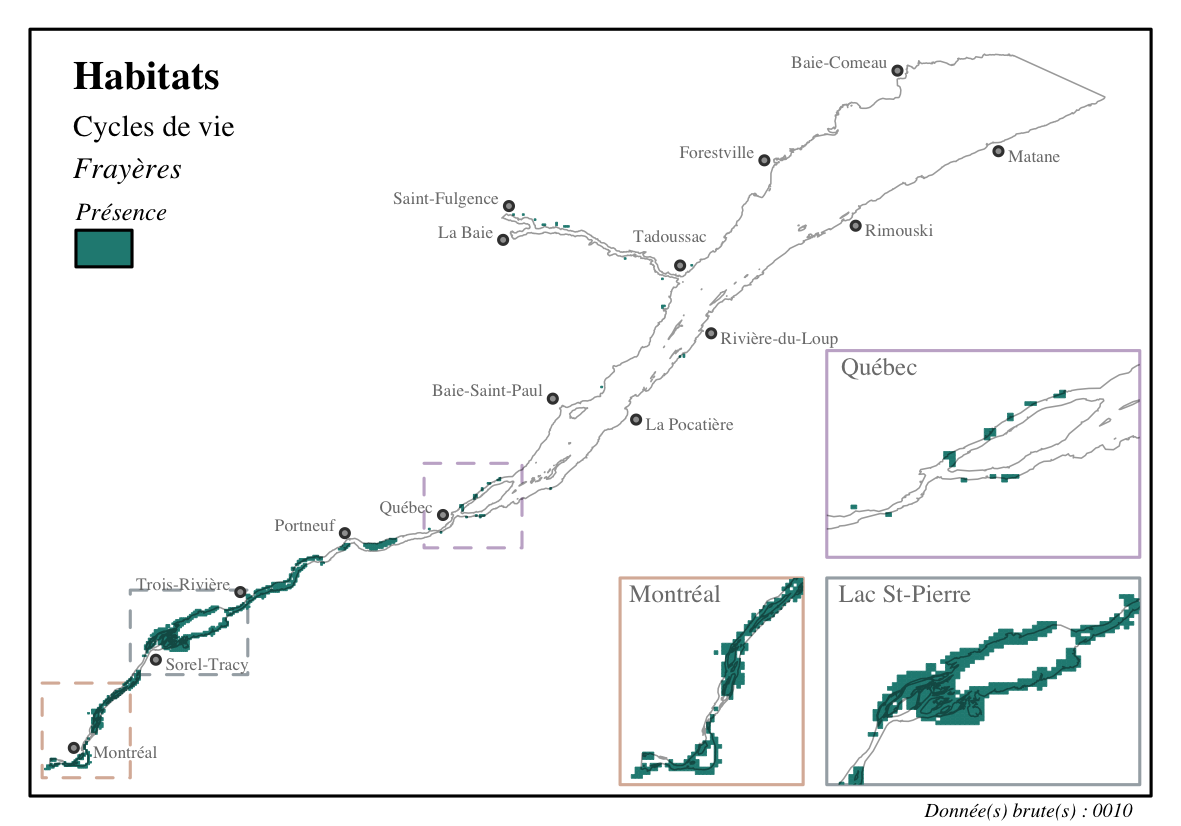 Habitats
Cycles de vie
Frayères
Présence
Baie-Comeau
Forestville
Matane
Saint-Fulgence
La Baie
Tadoussac
Rimouski
Rivière-du-Loup
Baie-Saint-Paul
La Pocatière
Québec
Portneuf
Trois-Rivière
Sorel-Tracy
Montréal
Québec
Montréal
Lac St-Pierre
Donnée(s) brute(s) : 0010